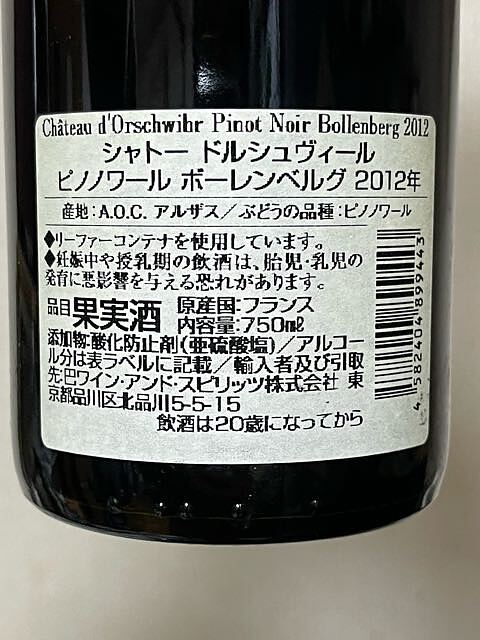 Château d'Orschwihr Pinot Noir Bollenberg 2012
シャトー ドルシュヴィール
ピノノワール ボーレンベルグ 2012年
産地:A.O.C. アルザス/ぶどうの品種:ピノノワール
◆リーファーコンテナを使用しています。
◆妊娠中や授乳期の飲酒は、胎児・乳児の
発育に悪影響を与える恐れがあります。
品目 果実酒 原産国:フランス
内容量:750mℓ
添加物:酸化防止剤(亜硫酸塩)/アルコー
ル分は表ラベルに記載/輸入者及び引取
先:巴ワイン・アンド・スピリッツ株式会社 東
京都品川区北品川5-5-15
飲酒は20歳になってから
4 582404 899443